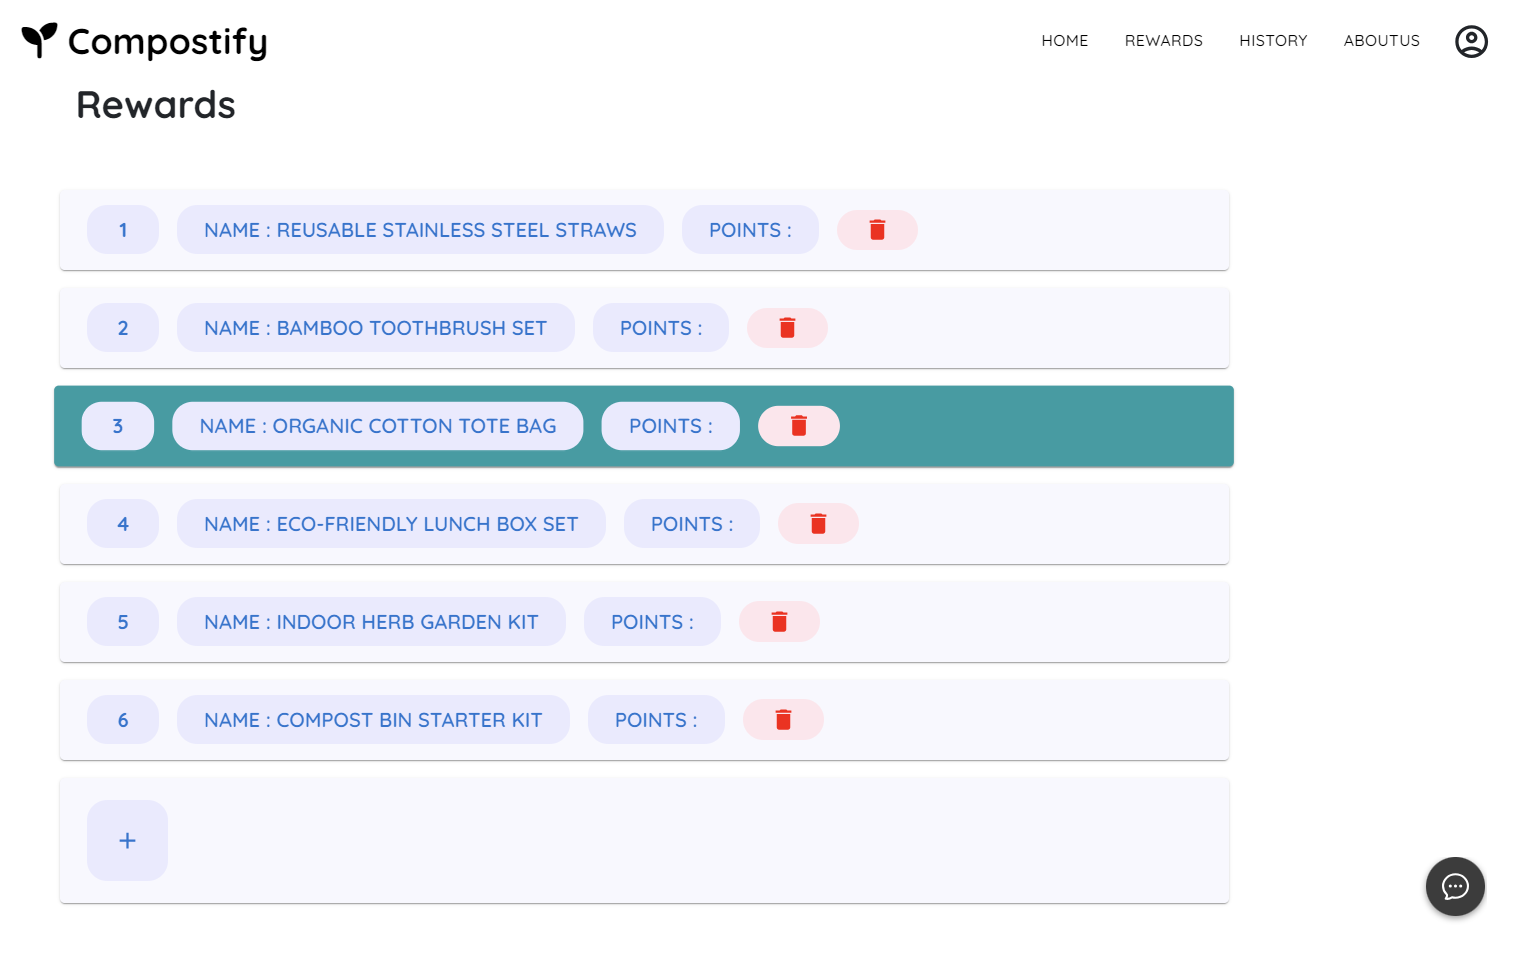 Compostify HOME REWARDS HISTORY ABOUTUS
Rewards
1 NAME : REUSABLE STAINLESS STEEL STRAWS POINTS :
2 NAME : BAMBOO TOOTHBRUSH SET POINTS :
3 NAME : ORGANIC COTTON TOTE BAG POINTS :
4 NAME : ECO-FRIENDLY LUNCH BOX SET POINTS :
5 NAME : INDOOR HERB GARDEN KIT POINTS :
6 NAME : COMPOST BIN STARTER KIT POINTS :
+